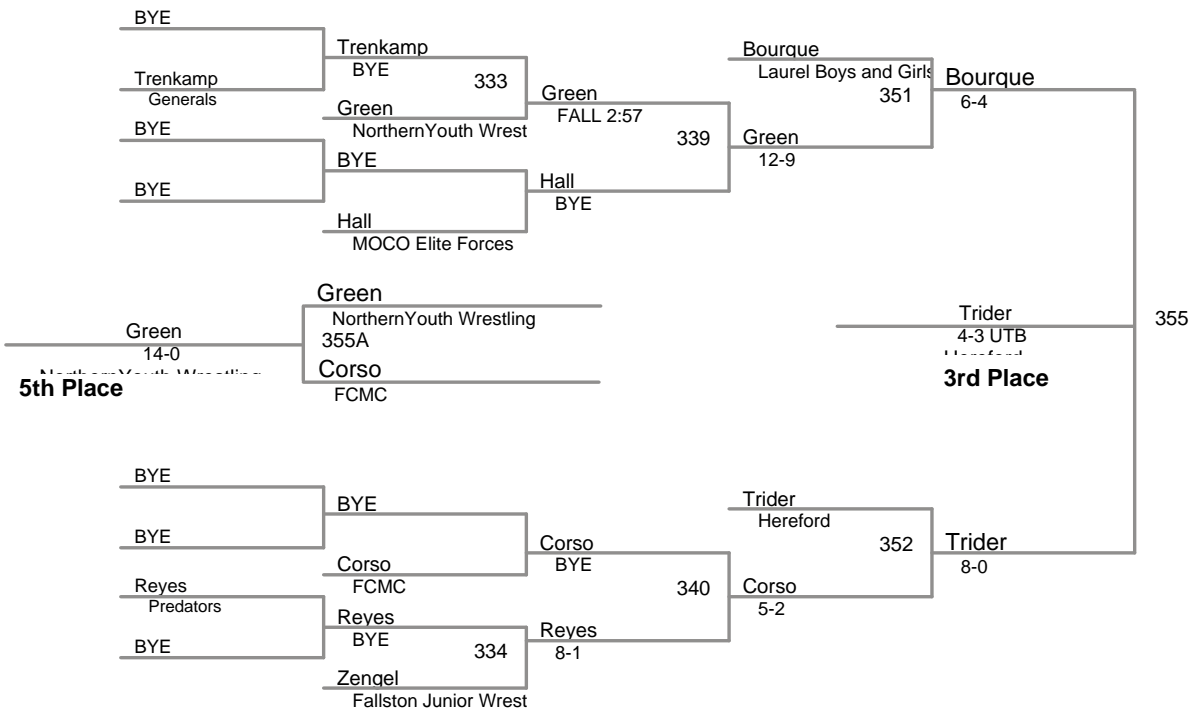 BYE
Trenkamp
Generals
BYE
BYE
Trenkamp
BYE
333
Green
NorthernYouth Wrest
BYE
Hall
MOCO Elite Forces
Green
FALL 2:57
339
Hall
BYE
Bourque
Laurel Boys and Girls
351
Green
12-9
Bourque
6-4
Green
NorthernYouth Wrestling
355A
Corso
FCMC
Green
14-0
NorthernYouth Wrestling
5th Place
Trider
4-3 UTB
Hereford
3rd Place
355
BYE
BYE
Reyes
Predators
BYE
BYE
Corso
FCMC
Reyes
BYE
334
Zengel
Fallston Junior Wrest
Corso
BYE
340
Reyes
8-1
Trider
Hereford
352
Corso
5-2
Trider
8-0